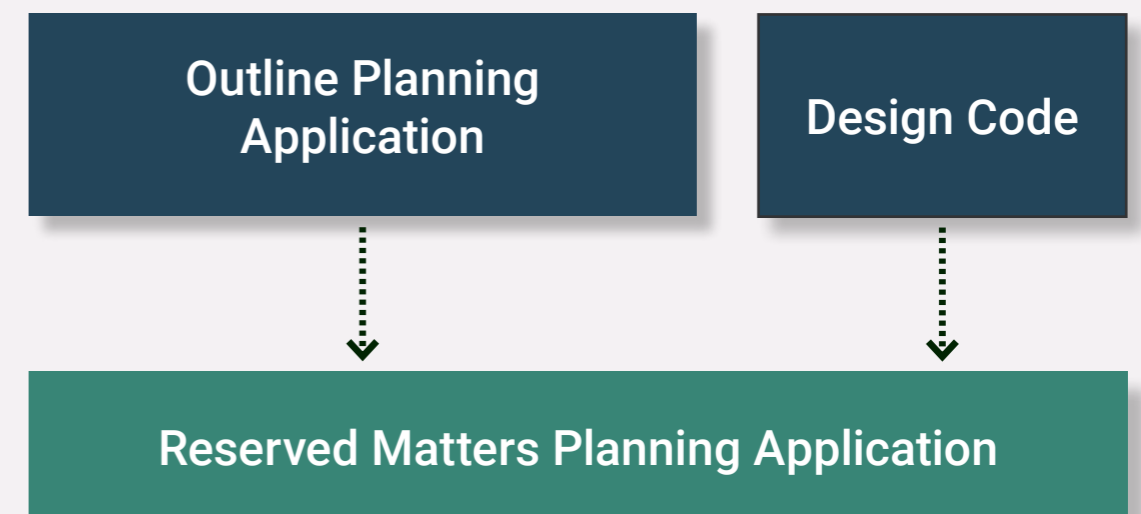 Outline Planning
Application
Design Code
Reserved Matters Planning Application